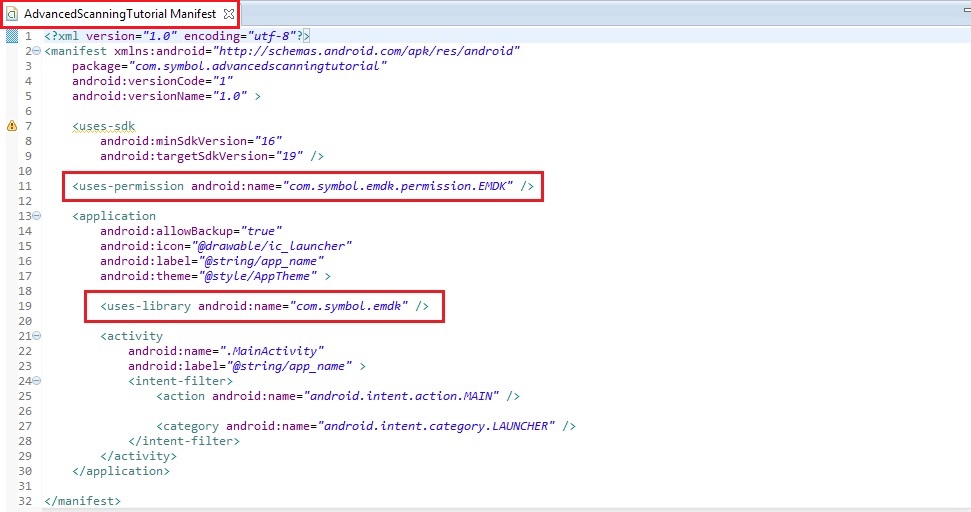 AdvancedScanningTutorial Manifest
1 <?xml version="1.0" encoding="utf-8"?>
2 <manifest xmlns:android="http://schemas.android.com/apk/res/android"
3     package="com.symbol.advancedscanningtutorial"
4     android:versionCode="1"
5     android:versionName="1.0" >
6
7     <uses-sdk
8         android:minSdkVersion="16"
9         android:targetSdkVersion="19" />
10
11     <uses-permission android:name="com.symbol.emdk.permission.EMDK" />
12
13     <application
14         android:allowBackup="true"
15         android:icon="@drawable/ic_launcher"
16         android:label="@string/app_name"
17         android:theme="@style/AppTheme" >
18
19         <uses-library android:name="com.symbol.emdk" />
20
21         <activity
22             android:name=".MainActivity"
23             android:label="@string/app_name" >
24             <intent-filter>
25                 <action android:name="android.intent.action.MAIN" />
26
27                 <category android:name="android.intent.category.LAUNCHER" />
28             </intent-filter>
29         </activity>
30     </application>
31
32 </manifest>